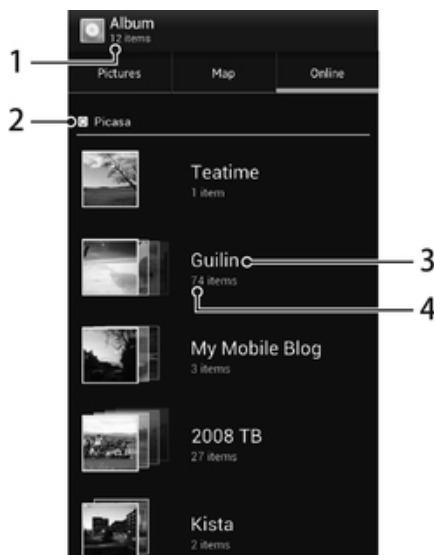 Album
12 items
1
Pictures Map Online
2
Picasa
Teatime
1 item
Guilin
3
74 items
4
My Mobile Blog
3 items
2008 TB
27 items
Kista
2 items